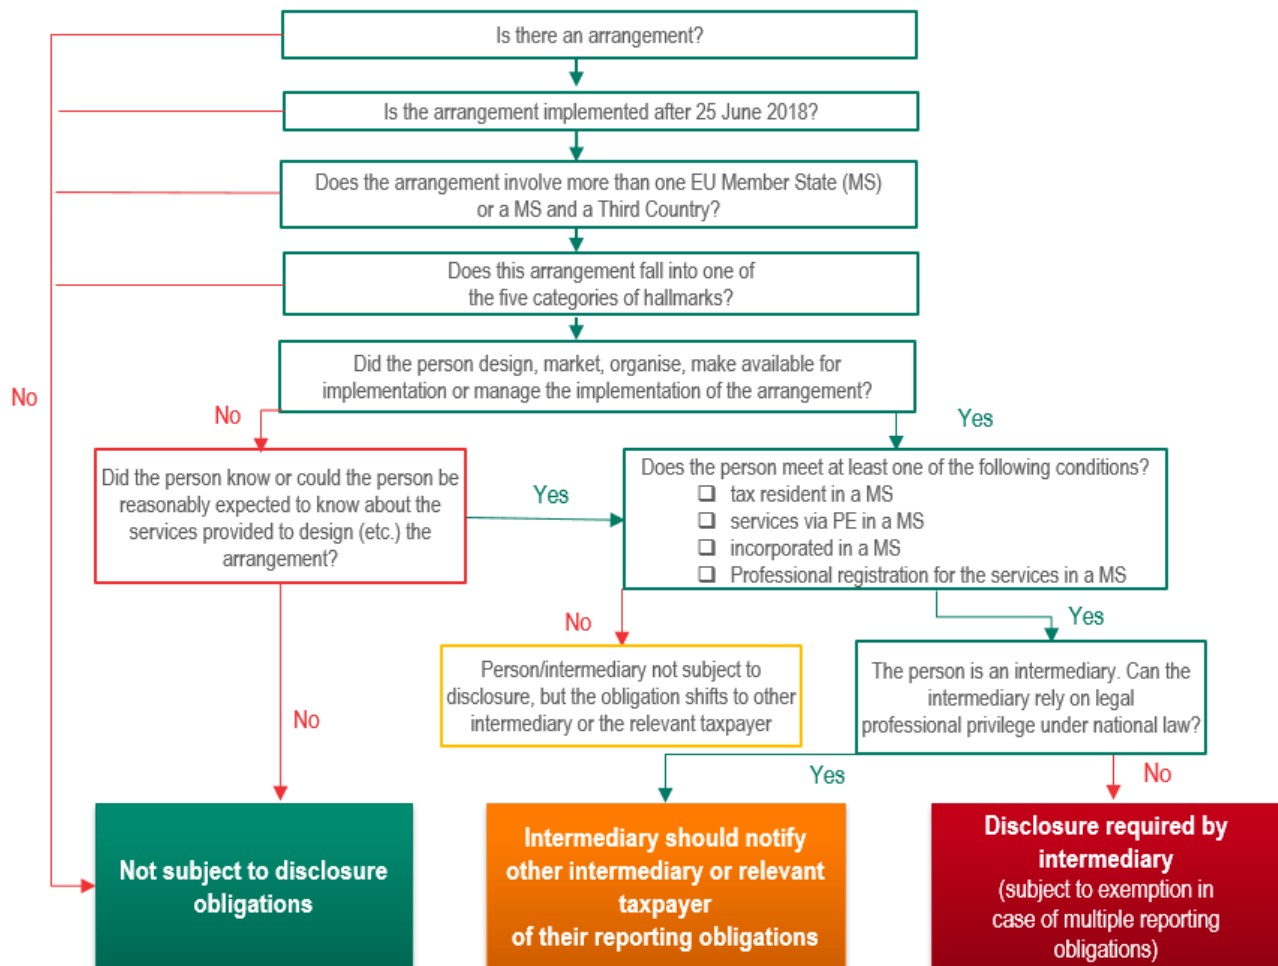 Is there an arrangement?
Is the arrangement implemented after 25 June 2018?
Does the arrangement involve more than one EU Member State (MS)
or a MS and a Third Country?
Does this arrangement fall into one of
the five categories of hallmarks?
Did the person design, market, organise, make available for
implementation or manage the implementation of the arrangement?
No
No
Yes
Did the person know or could the person be
reasonably expected to know about the
services provided to design (etc.) the
arrangement?
Yes
Does the person meet at least one of the following conditions?
❑ tax resident in a MS
❑ services via PE in a MS
❑ incorporated in a MS
❑ Professional registration for the services in a MS
No
Yes
Person/intermediary not subject to
disclosure, but the obligation shifts to other
intermediary or the relevant taxpayer
The person is an intermediary. Can the
intermediary rely on legal
professional privilege under national law?
No
Yes
No
Not subject to disclosure
obligations
Intermediary should notify
other intermediary or relevant
taxpayer
of their reporting obligations
Disclosure required by
intermediary
(subject to exemption in
case of multiple reporting
obligations)